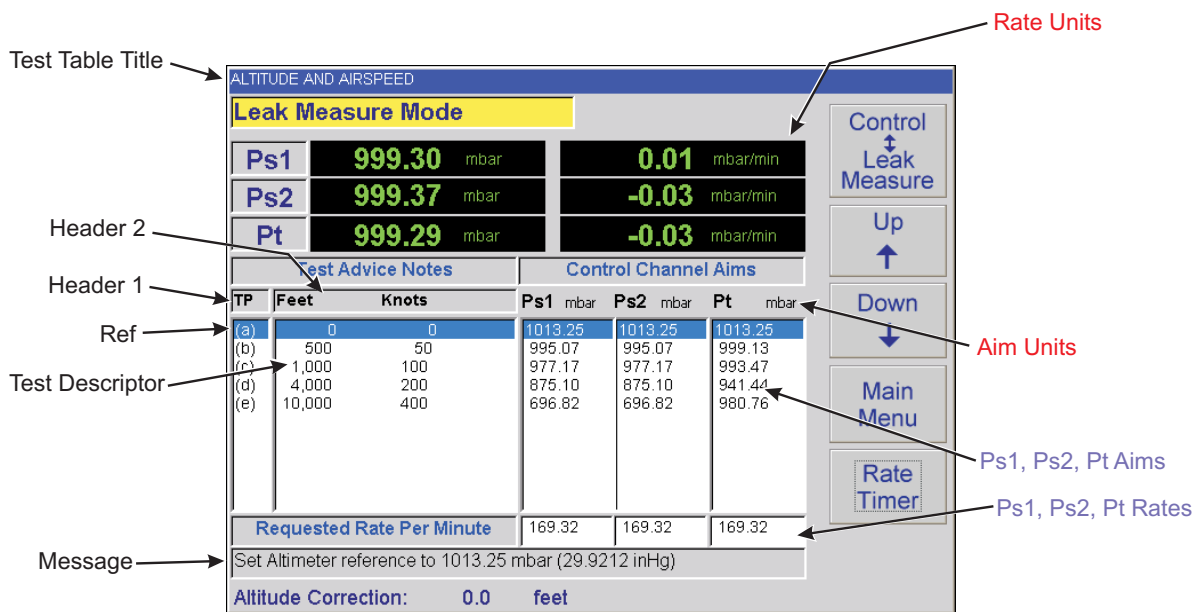 Rate Units
Test Table Title
ALTITUDE AND AIRSPEED
Leak Measure Mode
Control
Leak
Measure
Ps1 999.30 mbar 0.01 mbar/min
Ps2 999.37 mbar -0.03 mbar/min
Up
Header 2
Pt 999.29 mbar -0.03 mbar/min
Test Advice Notes Control Channel Aims
Header 1
TP Feet Knots Ps1 mbar Ps2 mbar Pt mbar
Down
Ref
(a) 0 0 1013.25 1013.25 1013.25
(b) 500 50 995.07 995.07 999.13
Aim Units
(c) 1,000 100 977.17 977.17 993.47
Test Descriptor
(d) 4,000 200 875.10 875.10 941.44
Main
Menu
(e) 10,000 400 696.82 696.82 980.76
Ps1, Ps2, Pt Aims
Rate
Timer
Ps1, Ps2, Pt Rates
Requested Rate Per Minute 169.32 169.32 169.32
Message
Set Altimeter reference to 1013.25 mbar (29.9212 inHg)
Altitude Correction: 0.0 feet